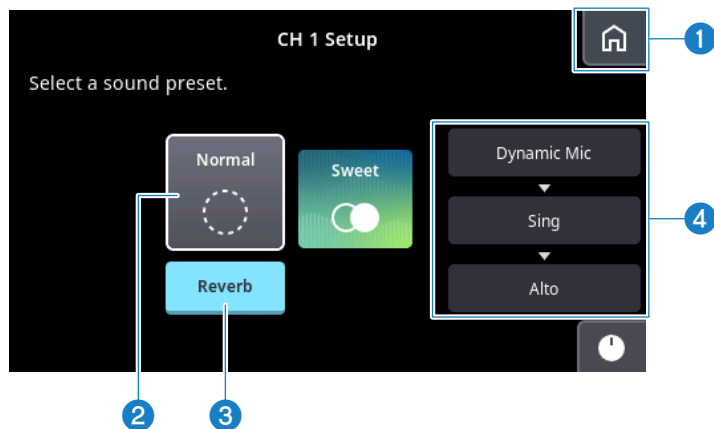 CH 1 Setup
1
Select a sound preset.
Normal
Sweet
Dynamic Mic
Sing
4
Reverb
Alto
2
3